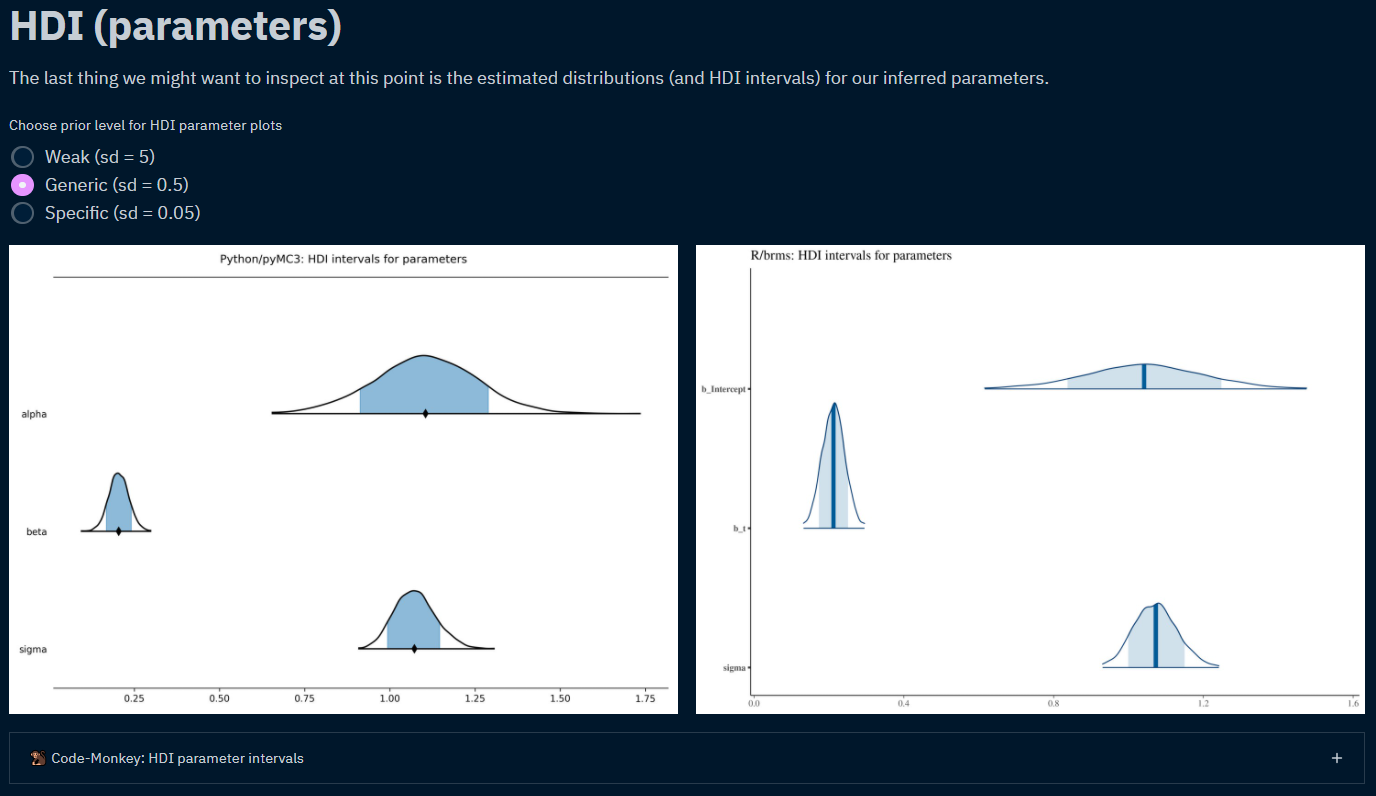 HDI (parameters)
The last thing we might want to inspect at this point is the estimated distributions (and HDI intervals) for our inferred parameters.
Choose prior level for HDI parameter plots
Weak (sd = 5)
Generic (sd = 0.5)
Specific (sd = 0.05)
Python/pyMC3: HDI intervals for parameters
alpha
beta
sigma
0.25 0.50 0.75 1.00 1.25 1.50 1.75
R/brms: HDI intervals for parameters
b_Intercept
b_t
sigma
0.0 0.4 0.8 1.2 1.6
Code-Monkey: HDI parameter intervals +